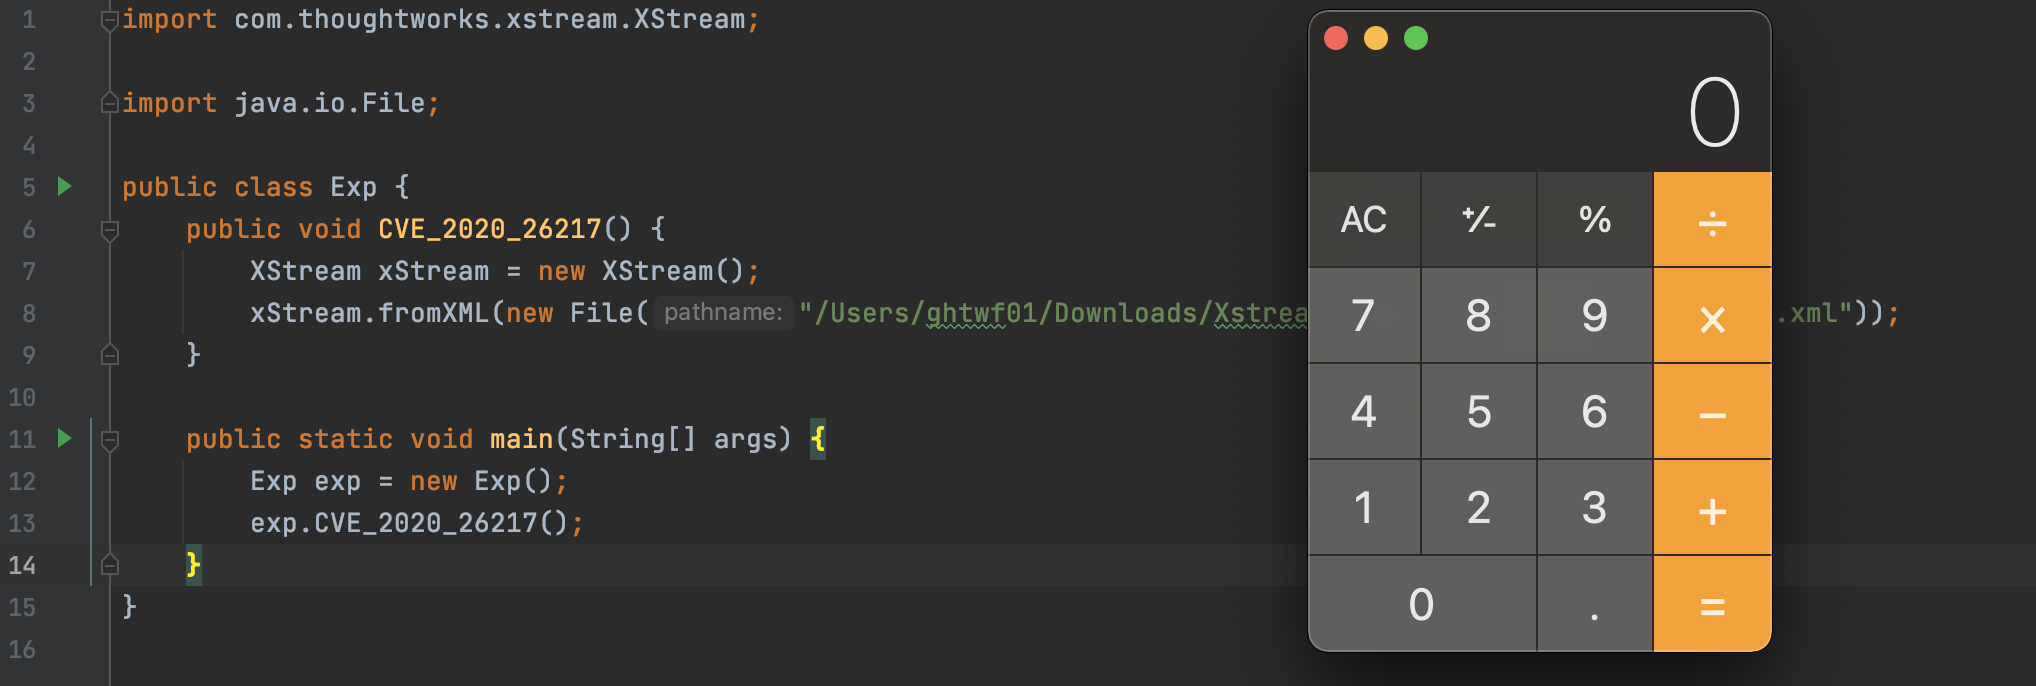 1 import com.thoughtworks.xstream.XStream;
2
3 import java.io.File;
4
5 public class Exp {
6 public void CVE_2020_26217() {
7 XStream xStream = new XStream();
8 xStream.fromXML(new File( pathname: "/Users/ghtwf01/Downloads/Xstrea .xml"));
9 }
10
11 public static void main(String[] args) {
12 Exp exp = new Exp();
13 exp.CVE_2020_26217();
14 }
15 }
16
0
AC +/- % ÷
7 8 9 ×
4 5 6 −
1 2 3 +
0 . =